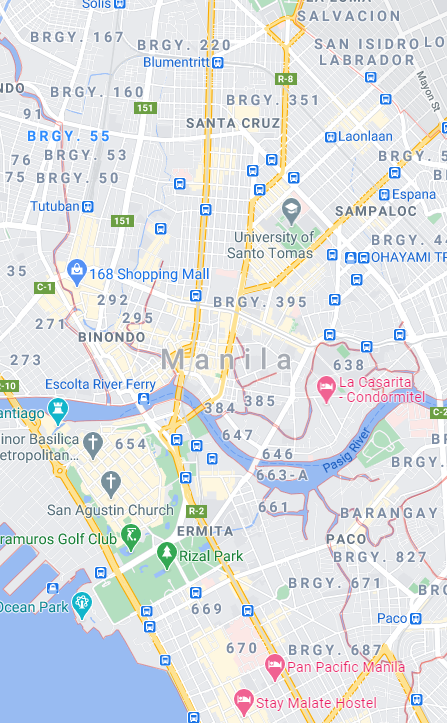 LA LOMA
Solis
SALVACION
BRGY. 167
BRGY. 220
SAN ISIDRO
LABRADOR
LO
Blumentritt
R-8
NDO
BRGY. 160
Mayon St
151
BRGY. 351
91
SANTA CRUZ
BRGY. 55
Laonlaan
76
BRGY. 53
BRGY. 5
75
BRGY. 50
Espana
Tutuban
SAMPALOC
151
University of
Santo Tomas
BRGY. 44
OHAYAMI TR
35
168 Shopping Mall
C-1
292
BRGY. 395
295
271
BINONDO
Manila
273
638
R-10
Escolta River Ferry
La Casarita
- Condormitel
385
384
C-2
antiago
647
inor Basilica
etropolitan...
654
646
Pasig River
663-A
BRGY.
San Agustin Church
661
R-2
BARANGAY
ramuros Golf Club
ERMITA
PACO
Rizal Park
BRGY. 827
BRGY. 671
Ocean Park
669
Paco
670
BRGY. 687
Pan Pacific Manila
Stay Malate Hostel